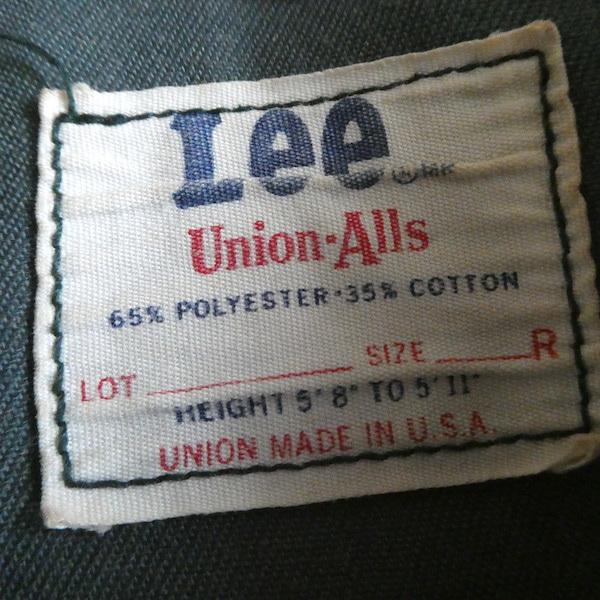 Lee
Union-Alls
65% POLYESTER·35% COTTON
LOT SIZE R
HEIGHT 5' 8" TO 5' 11"
UNION MADE IN U.S.A.